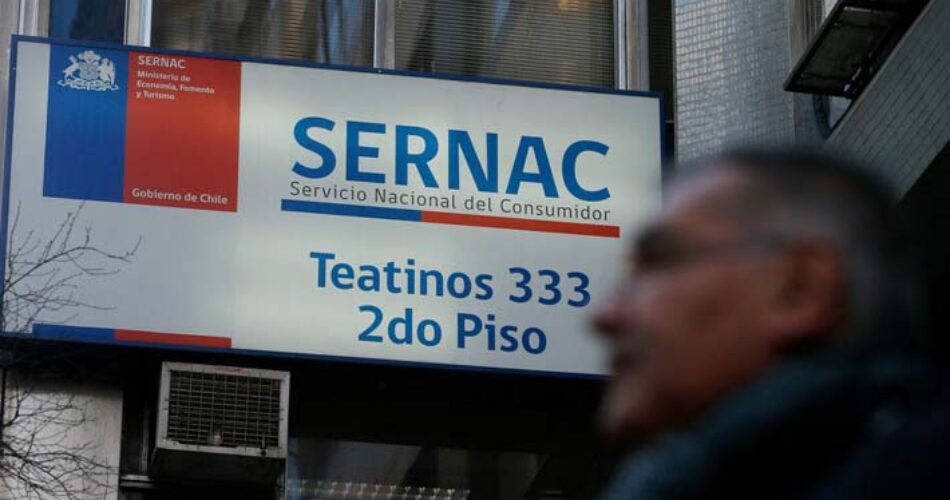 SERNAC
Ministerio de
Economía, Fomento
y Turismo
Gobierno de Chile
SERNAC
Servicio Nacional del Consumidor
Teatinos 333
2do Piso